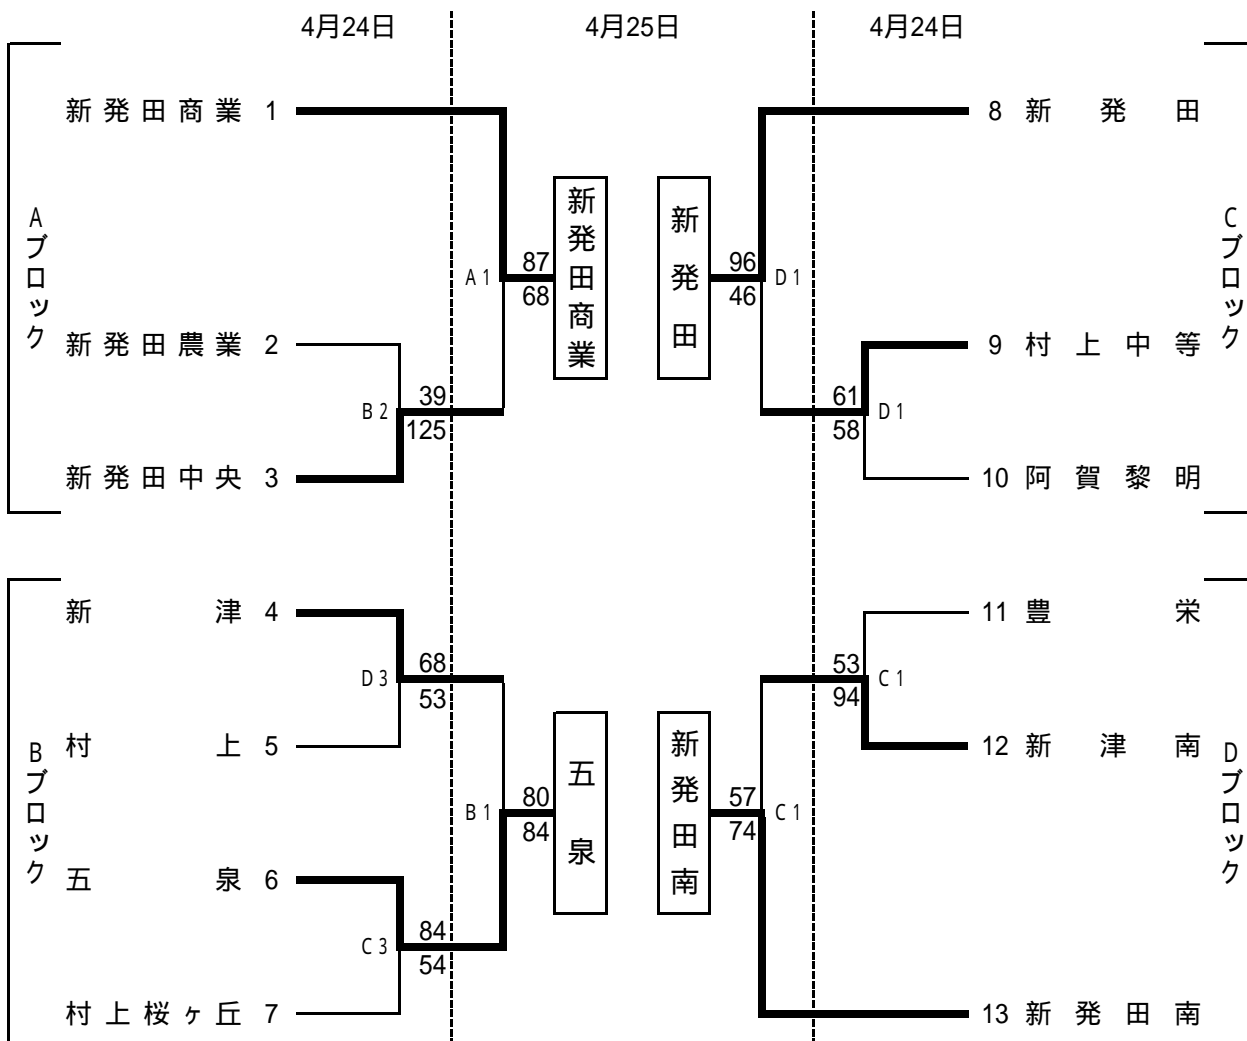 4月24日 4月25日 4月24日
新発田商業 1
8 新発田
Aブロック
新発田商業
新発田
Cブロック
A1
87
68
96
46
D1
新発田農業 2
9 村上中等
B2
39
125
61
58
D1
新発田中央 3
10 阿賀黎明
新津 4
11 豊栄
D3
68
53
53
94
C1
村上 5
12 新津南
Bブロック
五泉
新発田南
Dブロック
B1
80
84
57
74
C1
五泉 6
C3
84
54
村上桜ヶ丘 7
13 新発田南